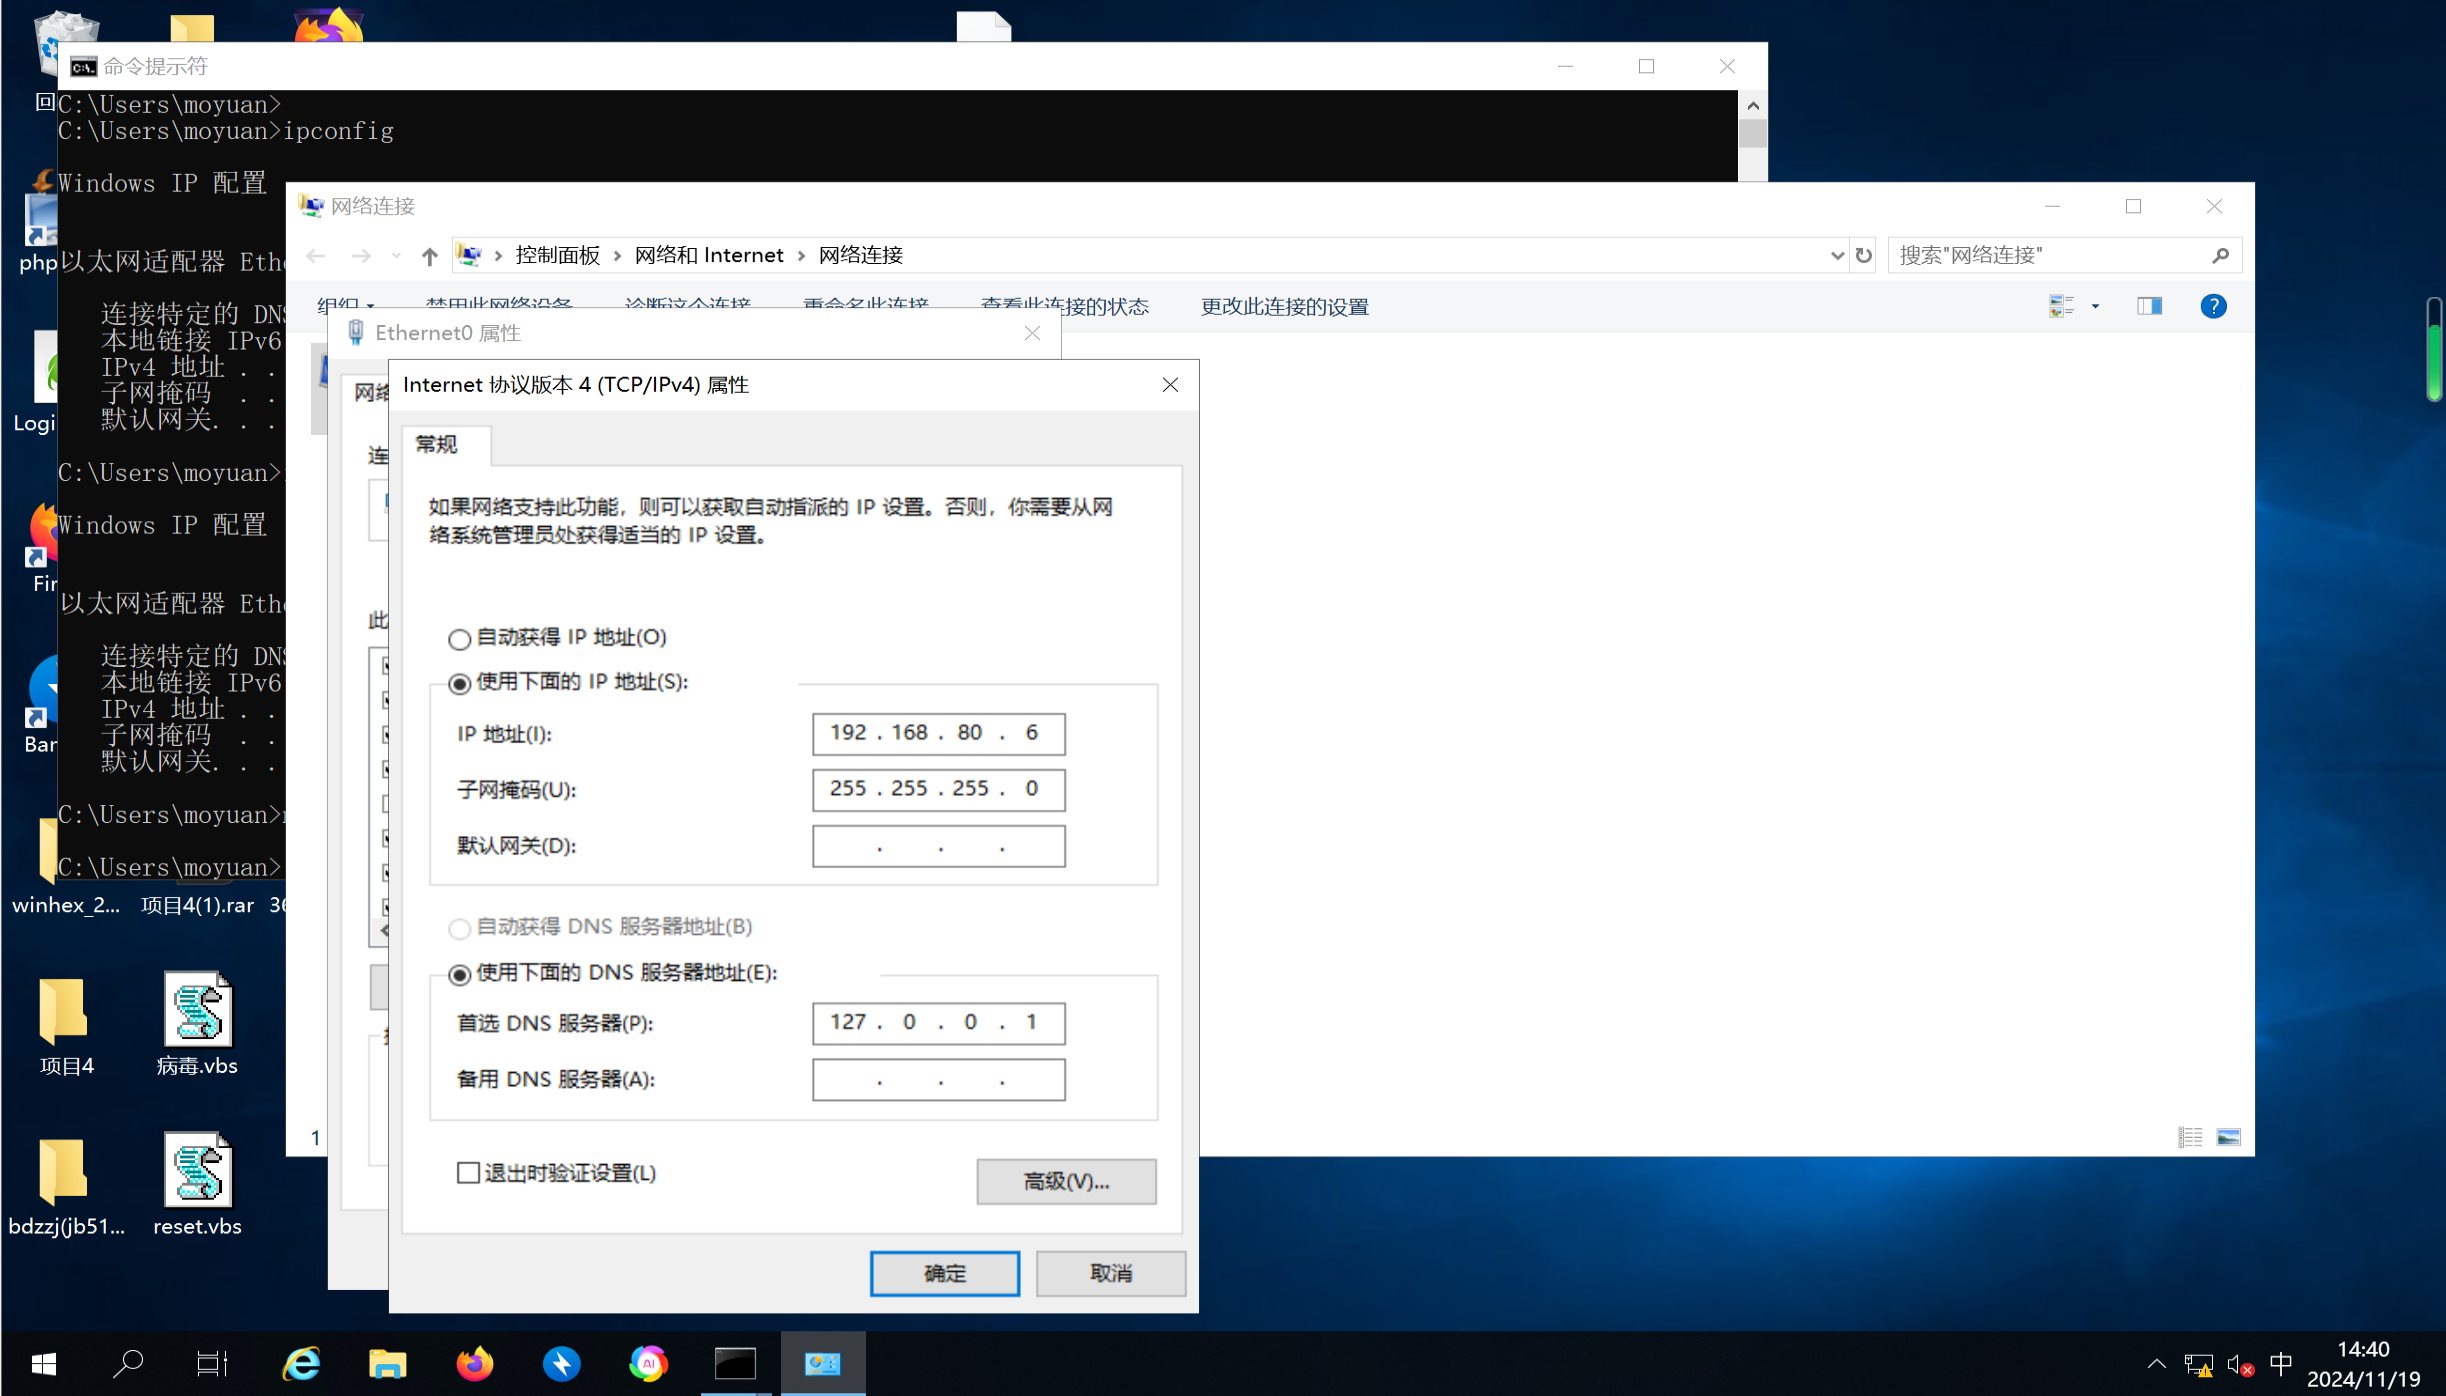 命令提示符
C:\Users\moyuan>
C:\Users\moyuan>ipconfig
Windows IP 配置
以太网适配器
连接特定的
本地链接 IPv6
IPv4 地址 . .
子网掩码 . .
默认网关. . .
C:\Users\moyuan>
Windows IP 配置
以太网适配器
连接特定的
本地链接 IPv6
IPv4 地址 . .
子网掩码 . .
默认网关. . .
C:\Users\moyuan>
C:\Users\moyuan>
网络连接
控制面板 > 网络和 Internet > 网络连接
搜索"网络连接"
组织 禁用此网络设备 诊断这个连接 重命名此连接 查看此连接的状态 更改此连接的设置
Ethernet0 属性
Internet 协议版本 4 (TCP/IPv4) 属性
常规
如果网络支持此功能，则可以获取自动指派的 IP 设置。否则，你需要从网
络系统管理员处获得适当的 IP 设置。
自动获得 IP 地址(O)
使用下面的 IP 地址(S):
IP 地址(I): 192 . 168 . 80 . 6
子网掩码(U): 255 . 255 . 255 . 0
默认网关(D): . . .
自动获得 DNS 服务器地址(B)
使用下面的 DNS 服务器地址(E):
首选 DNS 服务器(P): 127 . 0 . 0 . 1
备用 DNS 服务器(A): . . .
退出时验证设置(L)
高级(V)...
确定
取消
1
php
winhex_2...
项目4(1).rar
项目4
病毒.vbs
bdzzj(jb51...
reset.vbs
AI
中
14:40
2024/11/19